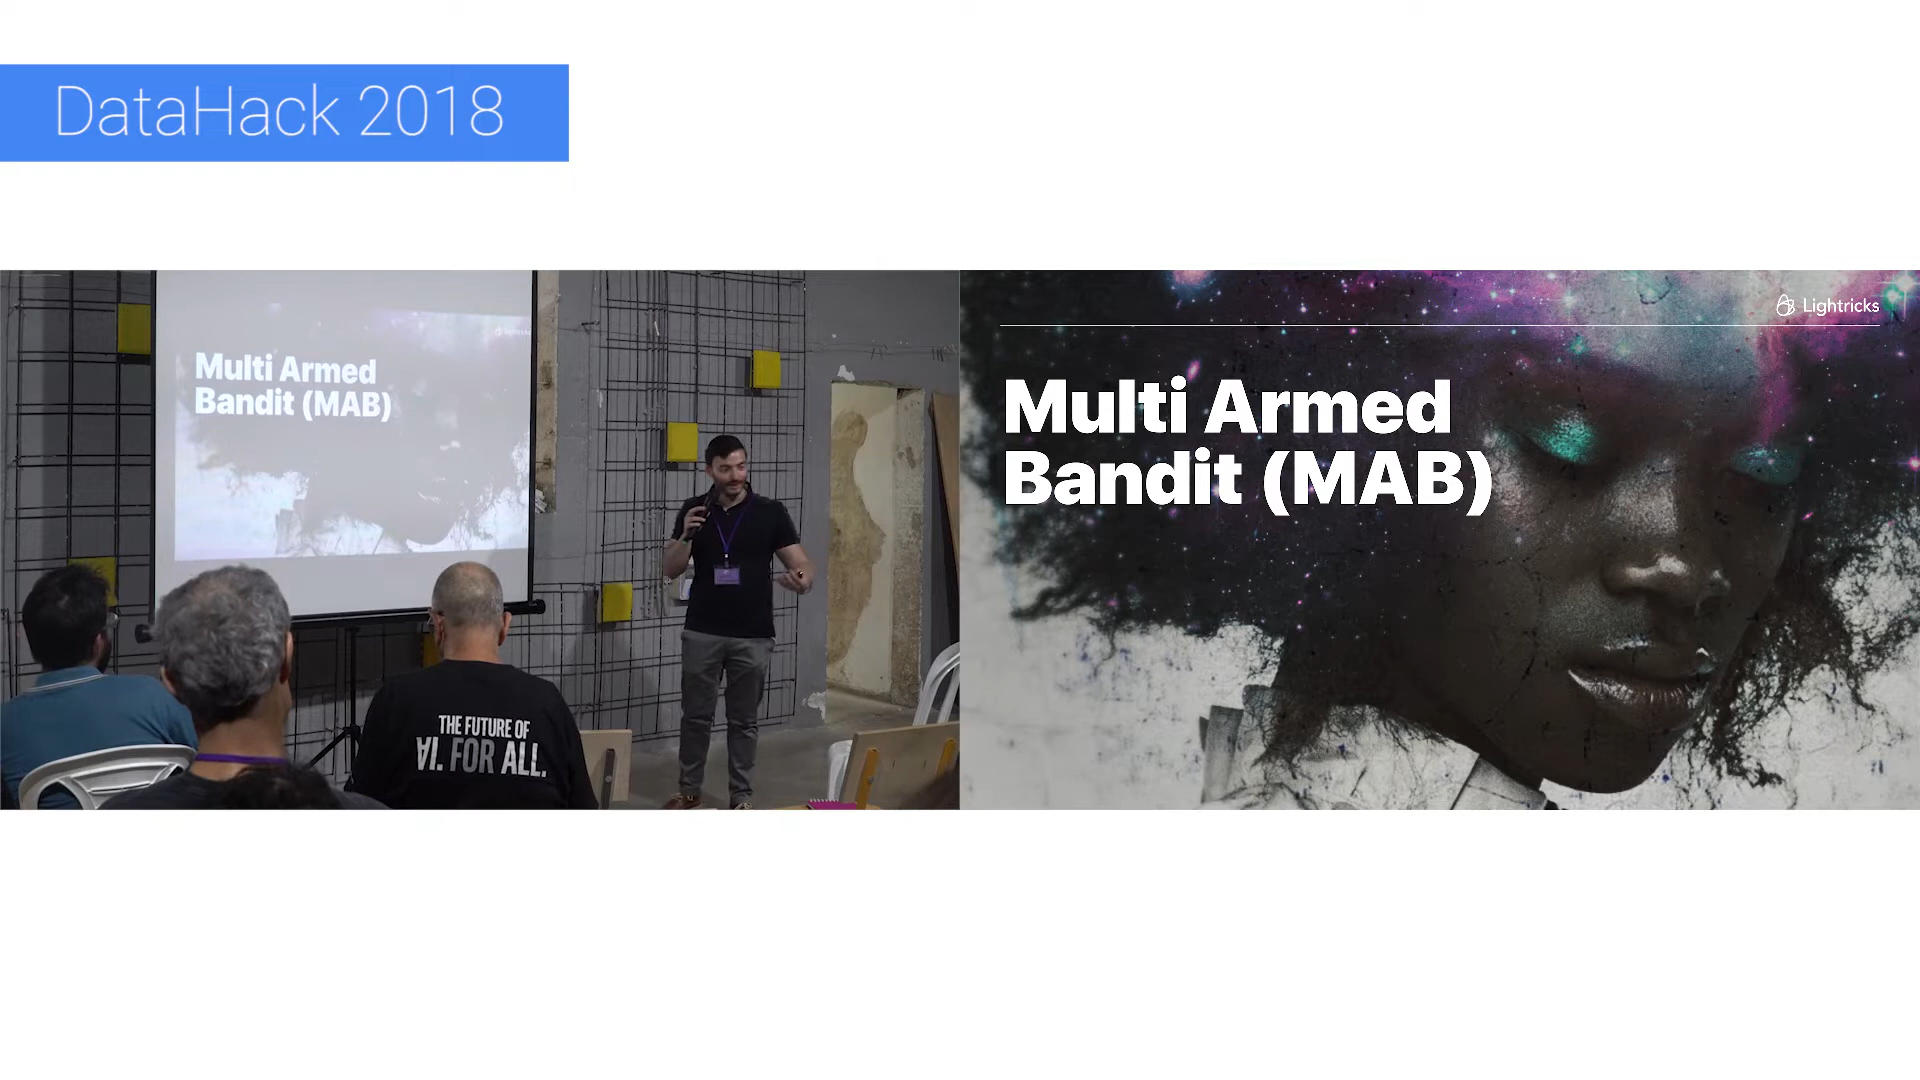 DataHack 2018
Multi Armed
Bandit (MAB)
THE FUTURE OF
AI. FOR ALL.
Lightricks
Multi Armed
Bandit (MAB)